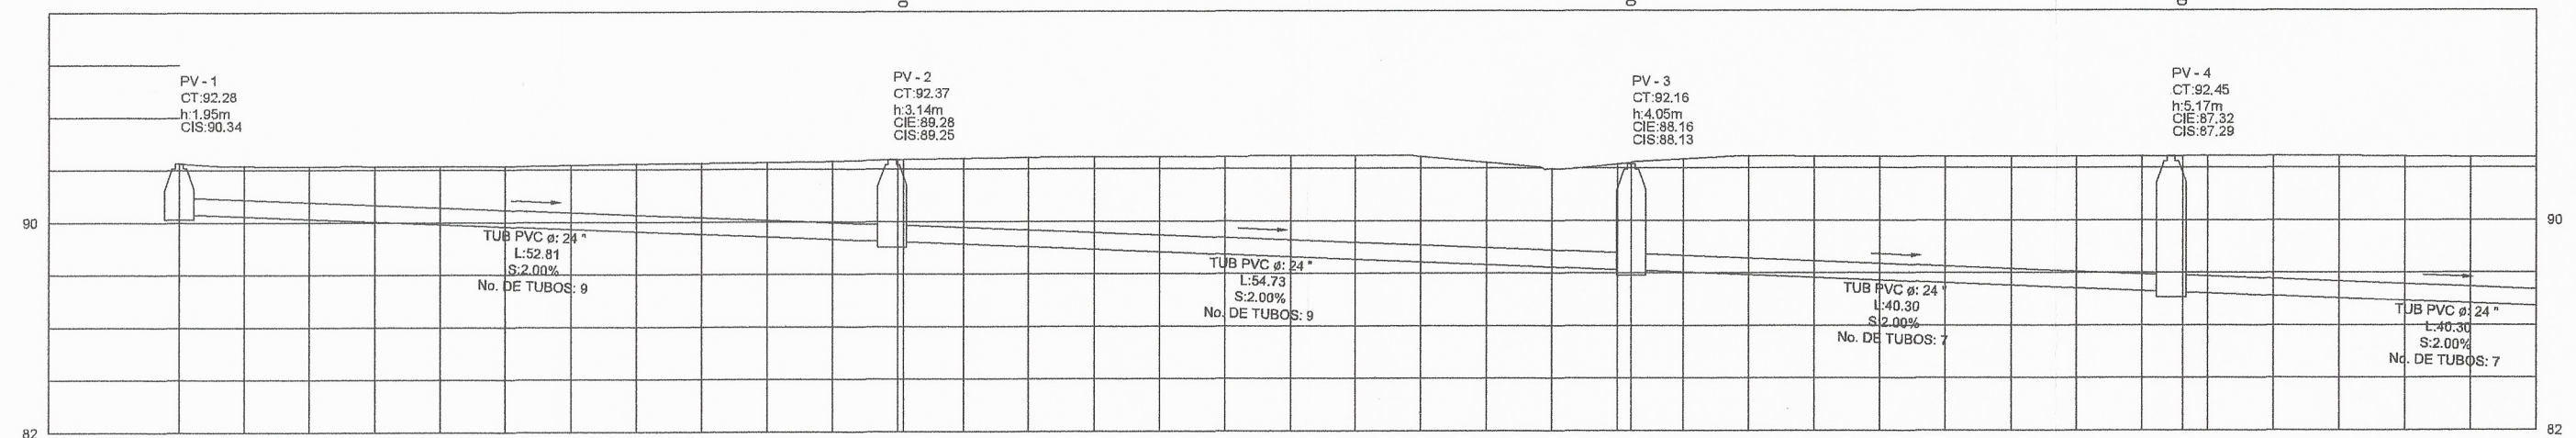 PV - 1
CT:92.28
h:1.95m
CIS:90.34
PV - 2
CT:92.37
h:3.14m
CIE:89.28
CIS:89.25
PV - 3
CT:92.16
h:4.05m
CIE:88.16
CIS:88.13
PV - 4
CT:92.45
h:5.17m
CIE:87.32
CIS:87.29
90
90
TUB PVC ø: 24 "
L:52.81
S:2.00%
No. DE TUBOS: 9
TUB PVC ø: 24 "
L:54.73
S:2.00%
No. DE TUBOS: 9
TUB PVC ø: 24 "
L:40.30
S:2.00%
No. DE TUBOS: 7
TUB PVC ø: 24 "
L:40.30
S:2.00%
No. DE TUBOS: 7
82
82